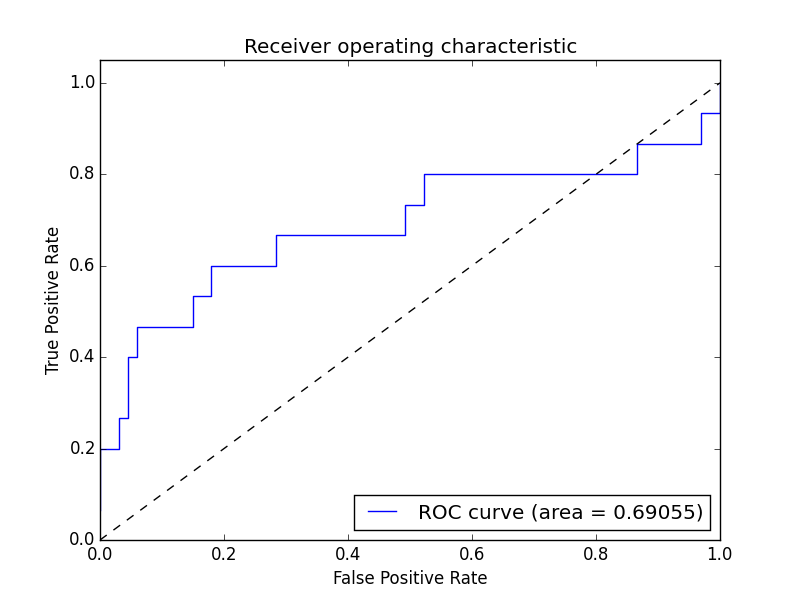 Receiver operating characteristic
True Positive Rate
1.0
0.8
0.6
0.4
0.2
0.0
ROC curve (area = 0.69055)
0.0 0.2 0.4 0.6 0.8 1.0
False Positive Rate